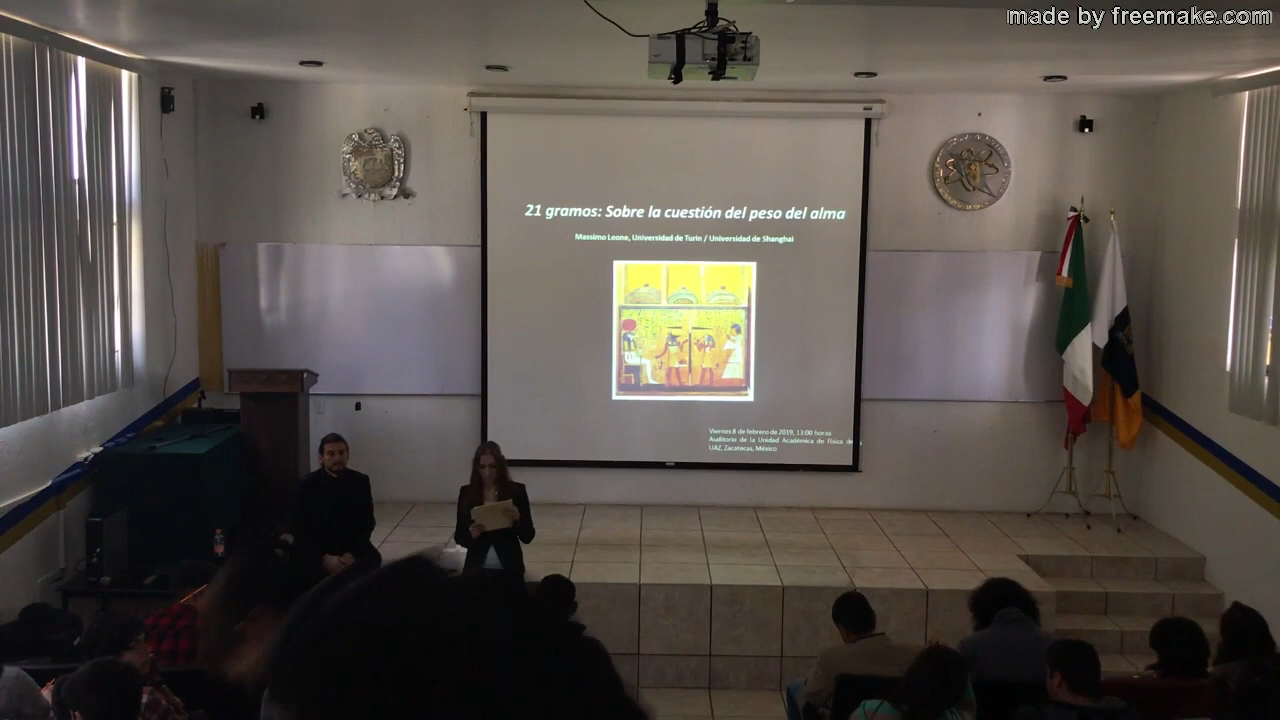 made by freemake.com
21 gramos: Sobre la cuestión del peso del alma
Massimo Leone, Universidad de Turin / Universidad de Shanghai
Viernes 8 de febrero de 2019, 13:00 horas
Auditorio de la Unidad Académica de Física de
UAZ, Zacatecas, México